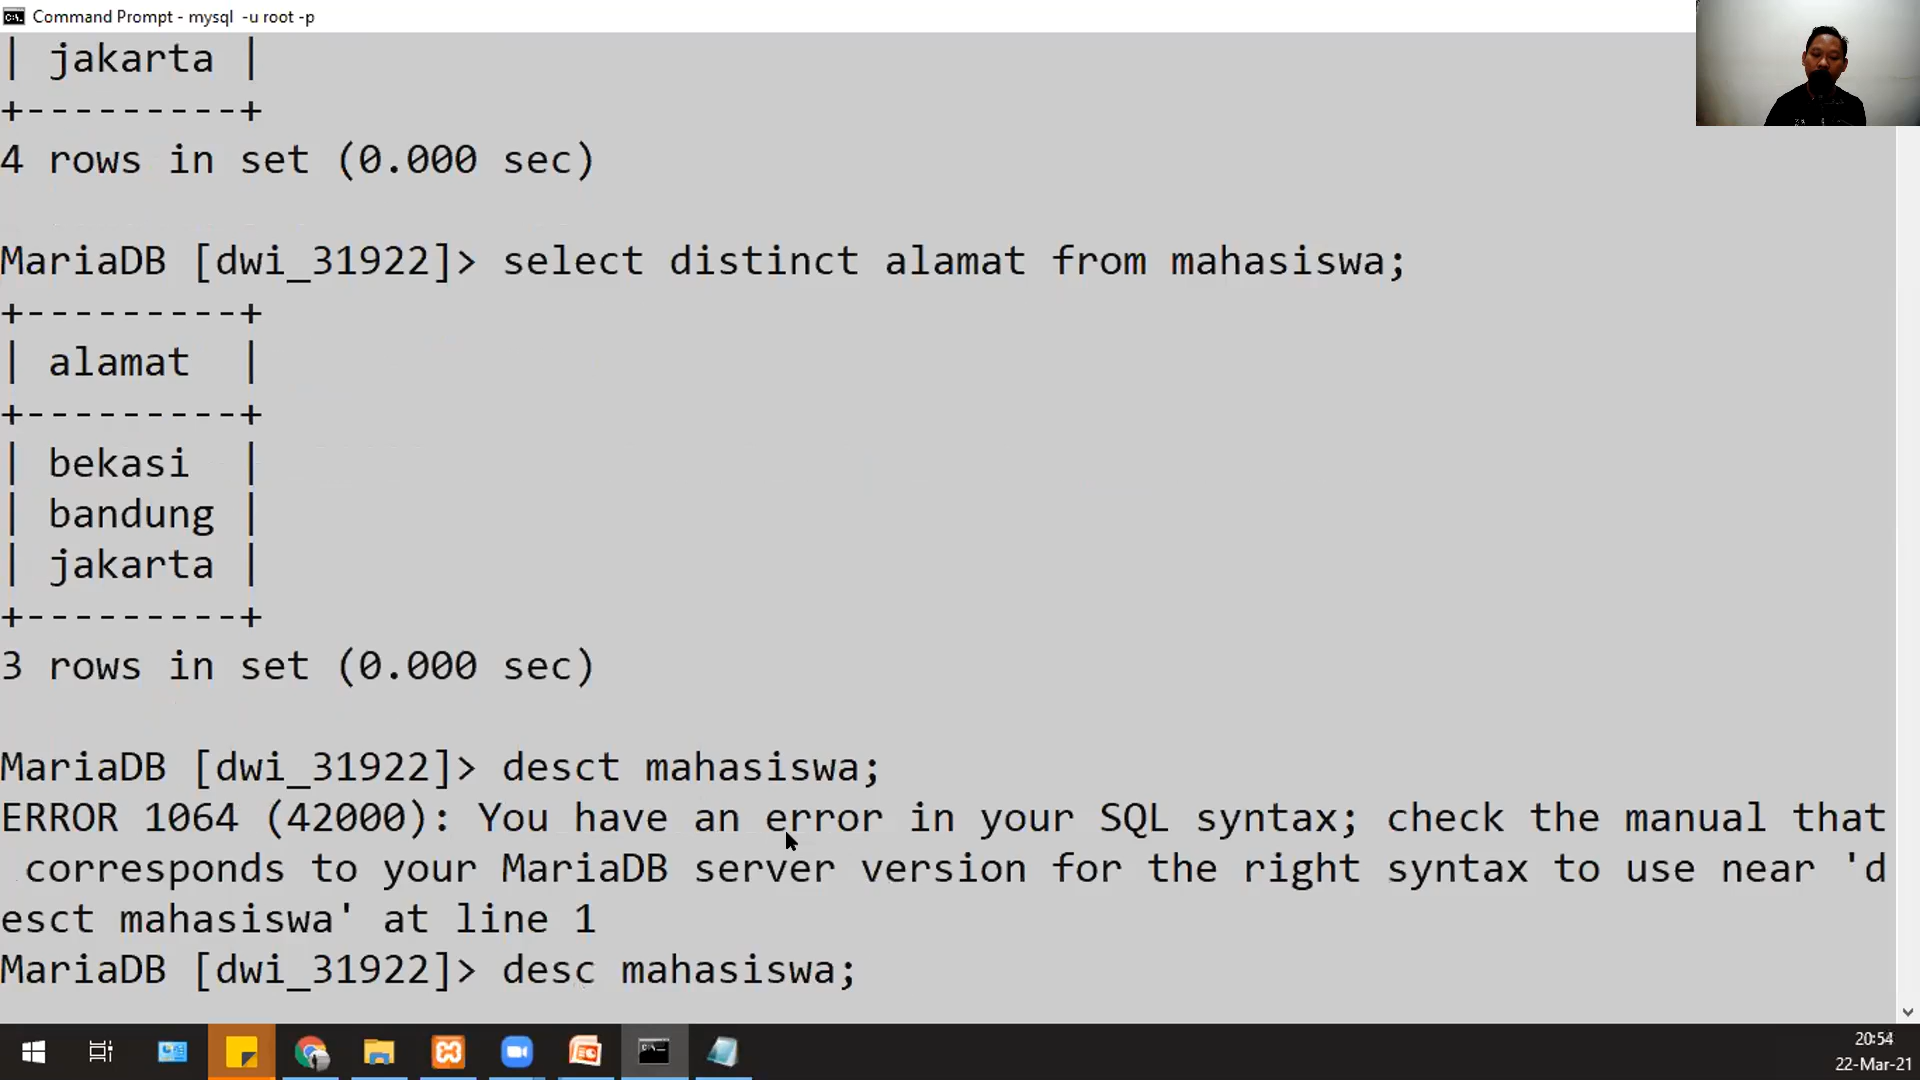 Command Prompt - mysql  -u root -p
| jakarta |
+---------+
4 rows in set (0.000 sec)
MariaDB [dwi_31922]> select distinct alamat from mahasiswa;
+---------+
| alamat  |
+---------+
| bekasi  |
| bandung |
| jakarta |
+---------+
3 rows in set (0.000 sec)
MariaDB [dwi_31922]> desct mahasiswa;
ERROR 1064 (42000): You have an error in your SQL syntax; check the manual that
 corresponds to your MariaDB server version for the right syntax to use near 'd
esct mahasiswa' at line 1
MariaDB [dwi_31922]> desc mahasiswa;
20:54
22-Mar-21